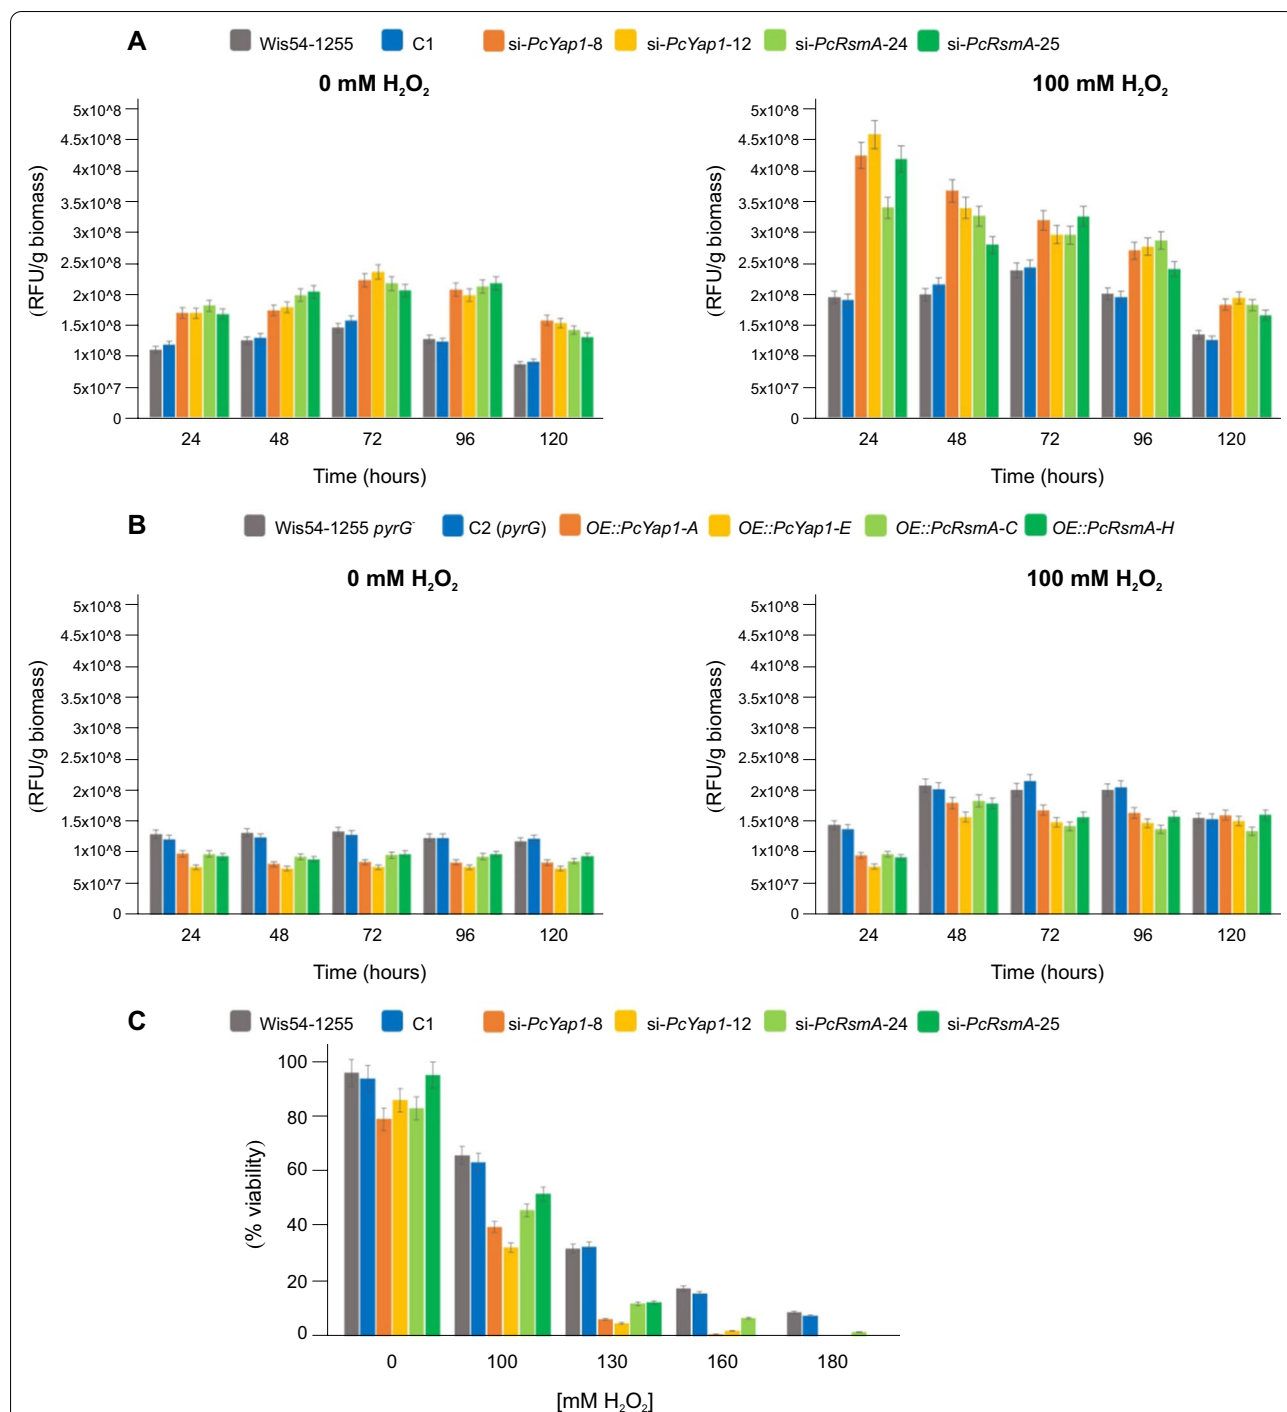 A Wis54-1255 C1 si-PcYap1-8 si-PcYap1-12 si-PcRsmA-24 si-PcRsmA-25
0 mM H₂O₂
(RFU/g biomass)
5x10^8
4.5x10^8
4x10^8
3.5x10^8
3x10^8
2.5x10^8
2x10^8
1.5x10^8
1x10^8
5x10^7
0
24 48 72 96 120
Time (hours)
100 mM H₂O₂
(RFU/g biomass)
5x10^8
4.5x10^8
4x10^8
3.5x10^8
3x10^8
2.5x10^8
2x10^8
1.5x10^8
1x10^8
5x10^7
0
24 48 72 96 120
Time (hours)
B Wis54-1255 pyrG⁻ C2 (pyrG) OE::PcYap1-A OE::PcYap1-E OE::PcRsmA-C OE::PcRsmA-H
0 mM H₂O₂
(RFU/g biomass)
5x10^8
4.5x10^8
4x10^8
3.5x10^8
3x10^8
2.5x10^8
2x10^8
1.5x10^8
1x10^8
5x10^7
0
24 48 72 96 120
Time (hours)
100 mM H₂O₂
(RFU/g biomass)
5x10^8
4.5x10^8
4x10^8
3.5x10^8
3x10^8
2.5x10^8
2x10^8
1.5x10^8
1x10^8
5x10^7
0
24 48 72 96 120
Time (hours)
C Wis54-1255 C1 si-PcYap1-8 si-PcYap1-12 si-PcRsmA-24 si-PcRsmA-25
(% viability)
100
80
60
40
20
0
0 100 130 160 180
[mM H₂O₂]